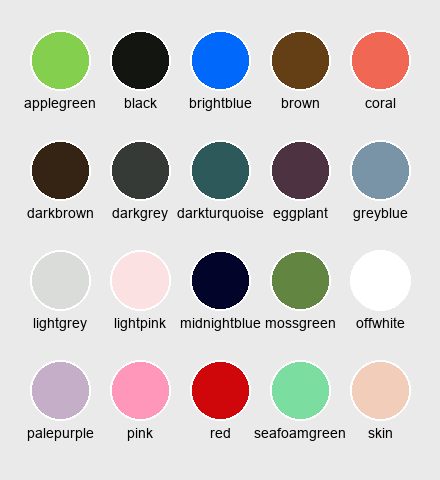 applegreen black brightblue brown coral
darkbrown darkgrey darkturquoise eggplant greyblue
lightgrey lightpink midnightblue mossgreen offwhite
palepurple pink red seafoamgreen skin